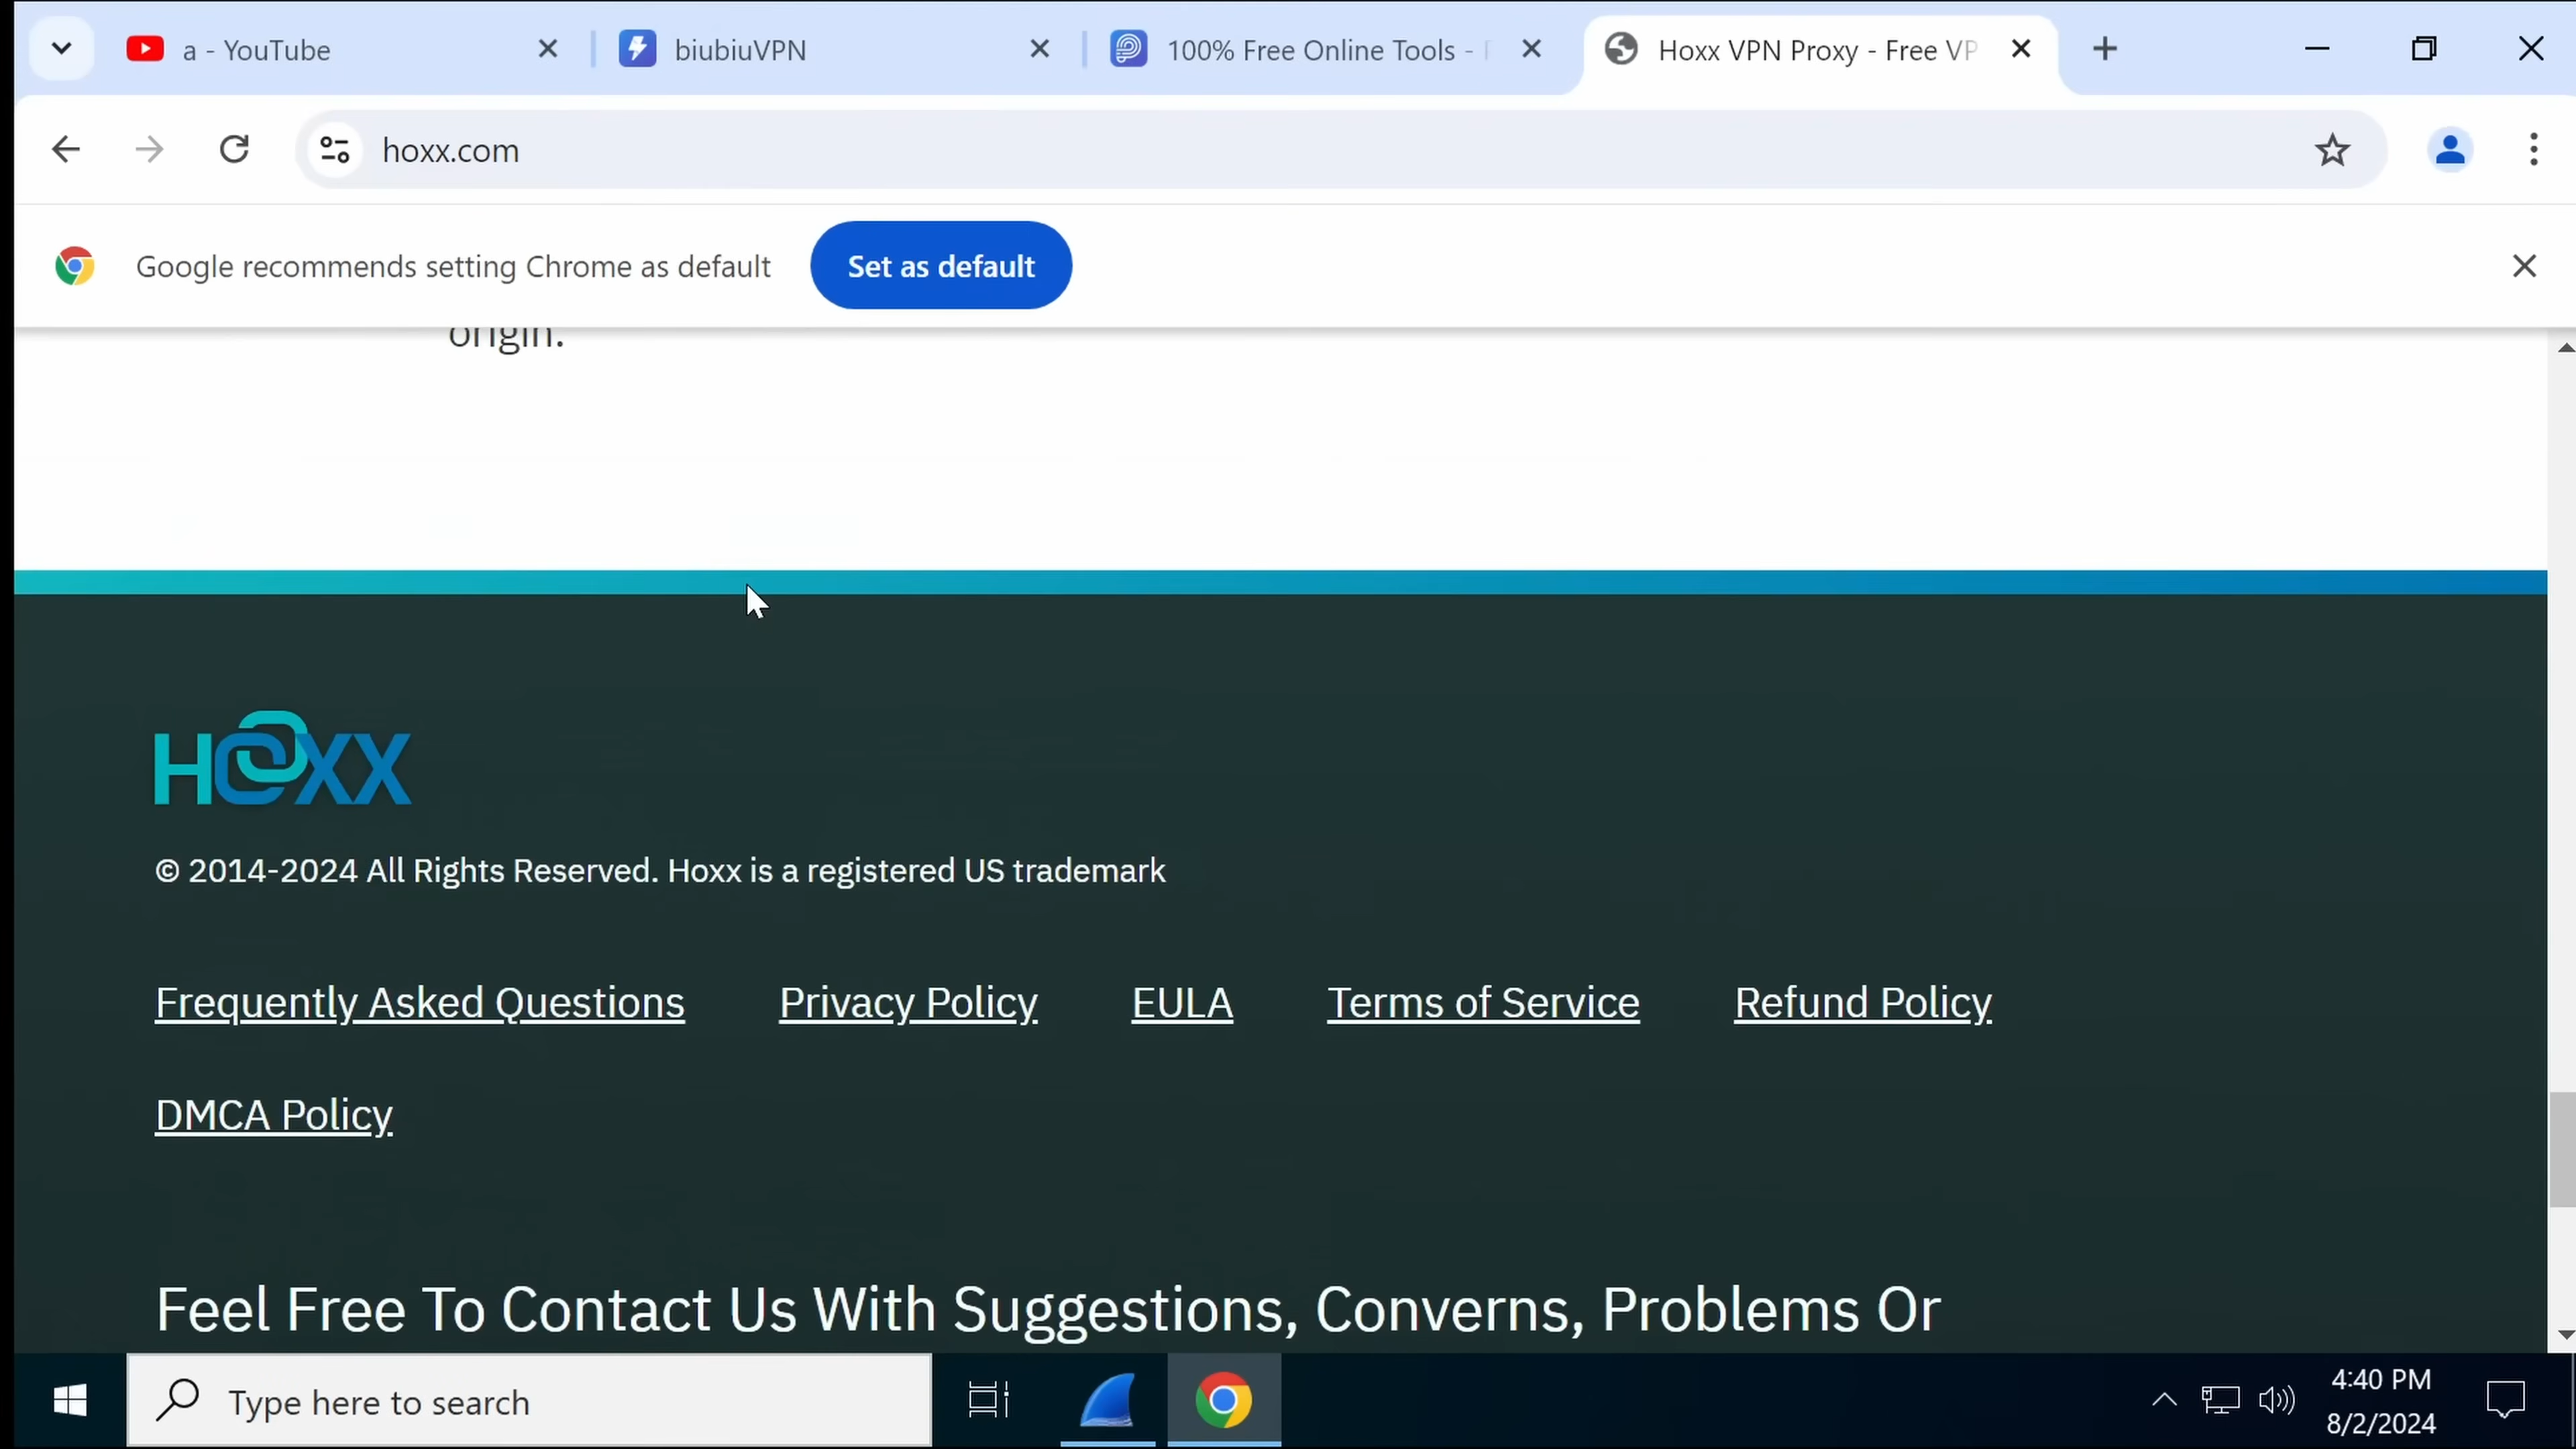 a - YouTube
biubiuVPN
100% Free Online Tools -
Hoxx VPN Proxy - Free VP
hoxx.com
Google recommends setting Chrome as default
Set as default
origin.
HOXX
© 2014-2024 All Rights Reserved. Hoxx is a registered US trademark
Frequently Asked Questions
Privacy Policy
EULA
Terms of Service
Refund Policy
DMCA Policy
Feel Free To Contact Us With Suggestions, Converns, Problems Or
Type here to search
4:40 PM
8/2/2024